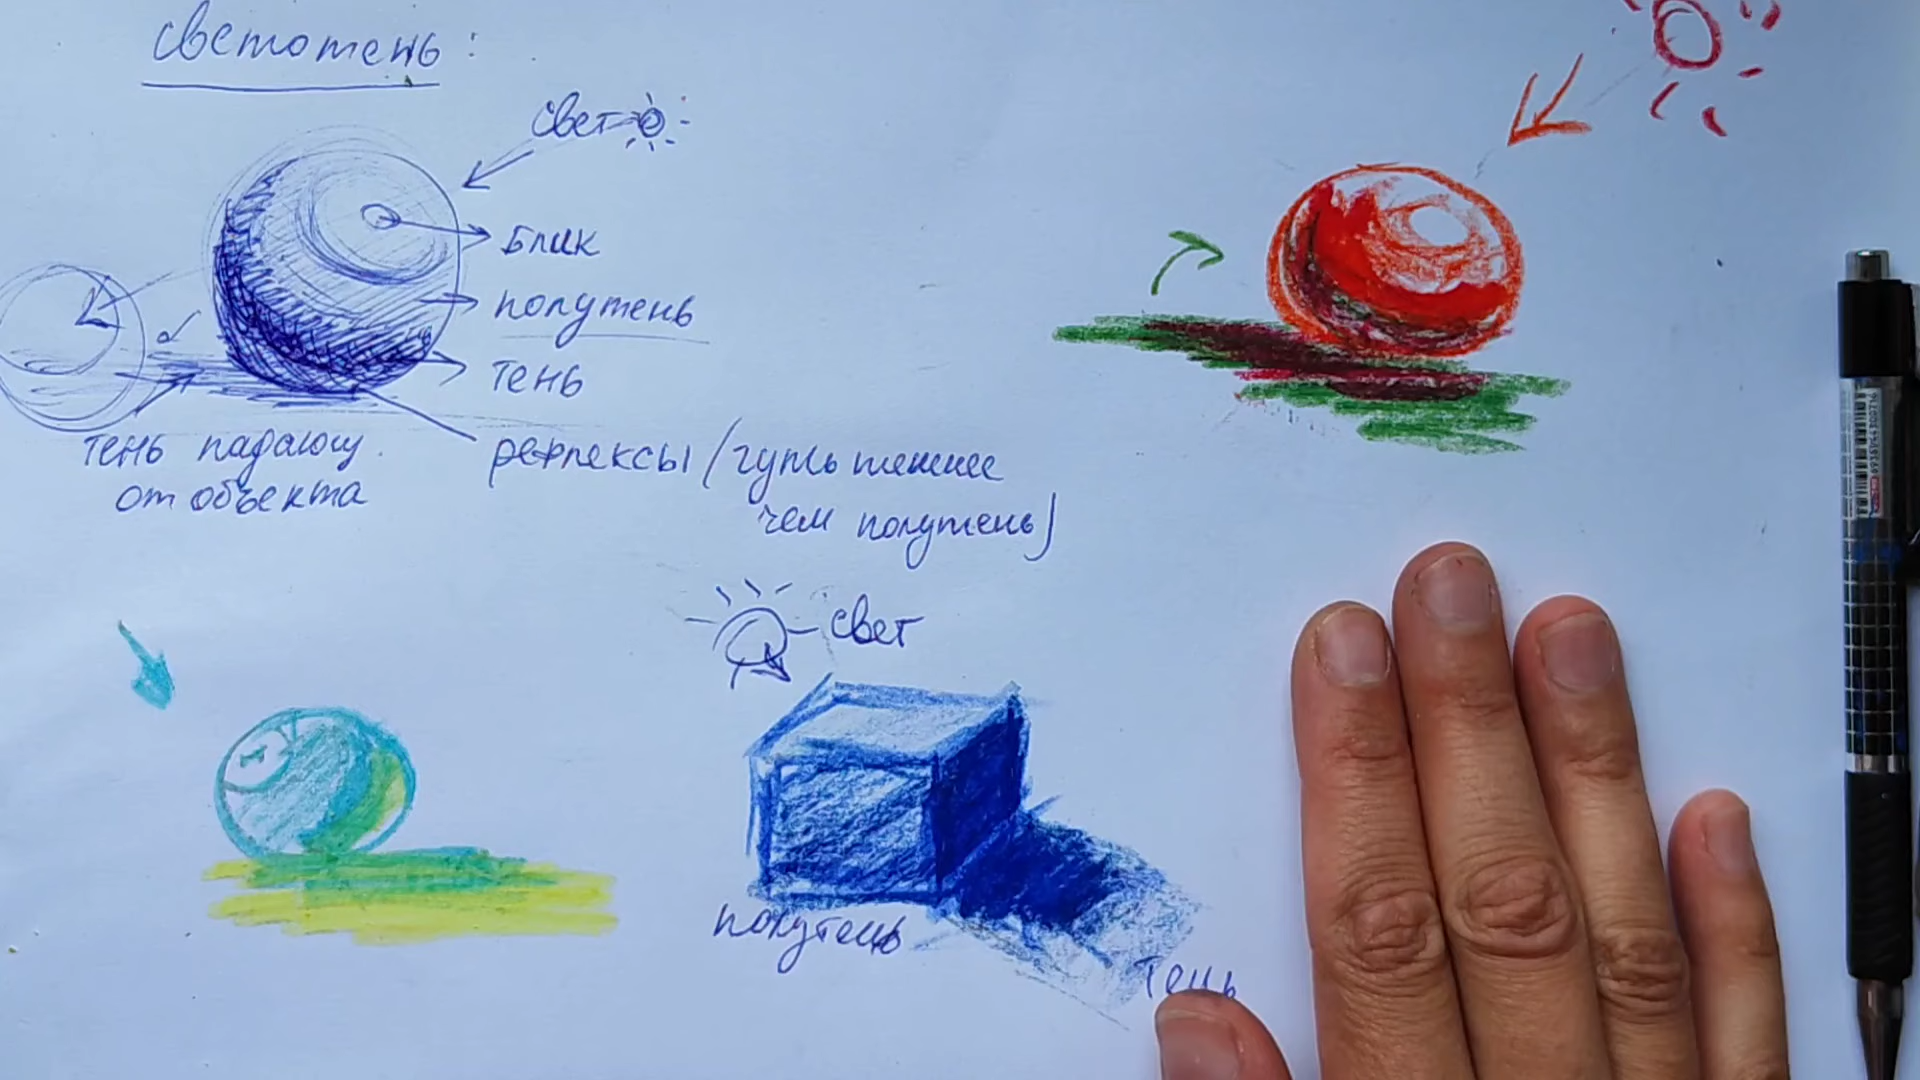 светотень:
свет
блик
полутень
тень
рефлексы (чуть темнее
чем полутень)
тень падающ.
от объекта
свет
полутень
тень